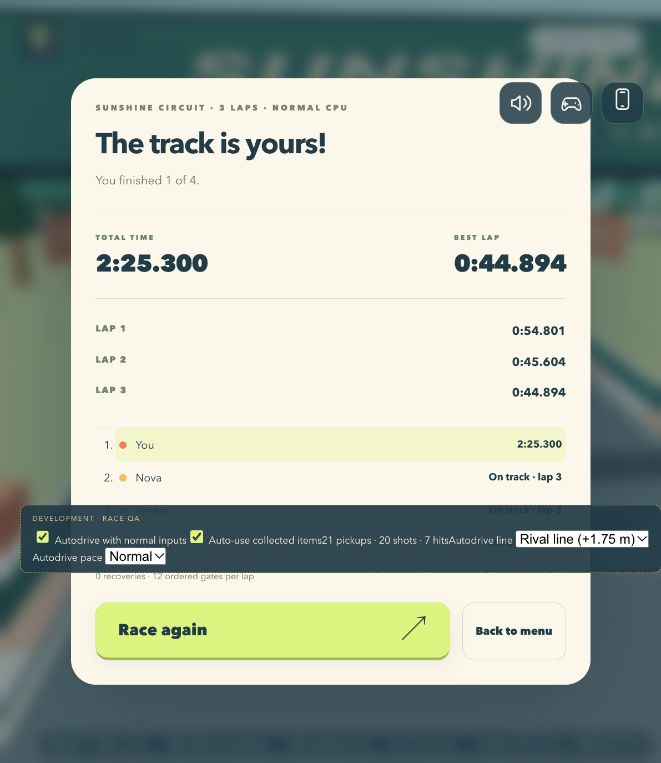 SUNSHINE CIRCUIT · 3 LAPS · NORMAL CPU
The track is yours!
You finished 1 of 4.
TOTAL TIME
2:25.300
BEST LAP
0:44.894
LAP 1
0:54.801
LAP 2
0:45.604
LAP 3
0:44.894
1. You 2:25.300
2. Nova On track · lap 3
On track · lap 3
DEVELOPMENT · RACE QA
Autodrive with normal inputs Auto-use collected items21 pickups · 20 shots · 7 hitsAutodrive line Rival line (+1.75 m)
Autodrive pace Normal
0 recoveries · 12 ordered gates per lap
Race again
Back to menu